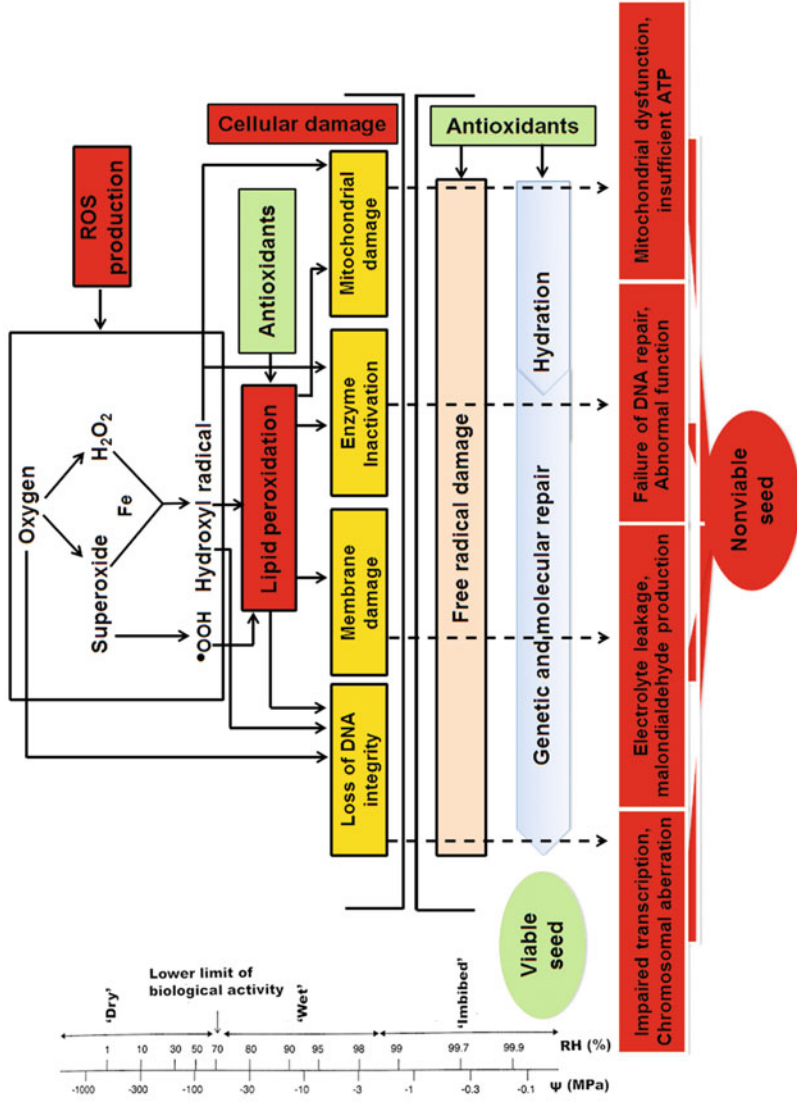 ROS
production
Oxygen
Superoxide
H2O2
Fe
•OOH
Hydroxyl radical
Antioxidants
Lipid peroxidation
Cellular damage
Loss of DNA
integrity
Membrane
damage
Enzyme
Inactivation
Mitochondrial
damage
Antioxidants
Free radical damage
Genetic and molecular repair
Hydration
Viable
seed
Impaired transcription,
Chromosomal aberration
Electrolyte leakage,
malondialdehyde production
Failure of DNA repair,
Abnormal function
Mitochondrial dysfunction,
insufficient ATP
Nonviable
seed
Lower limit of
biological activity
'Dry'
'Wet'
'Imbibed'
1 10 30 50 70 80 90 95 98 99 99.7 99.9 RH (%)
-1000 -300 -100 -30 -10 -3 -1 -0.3 -0.1 Ψ (MPa)